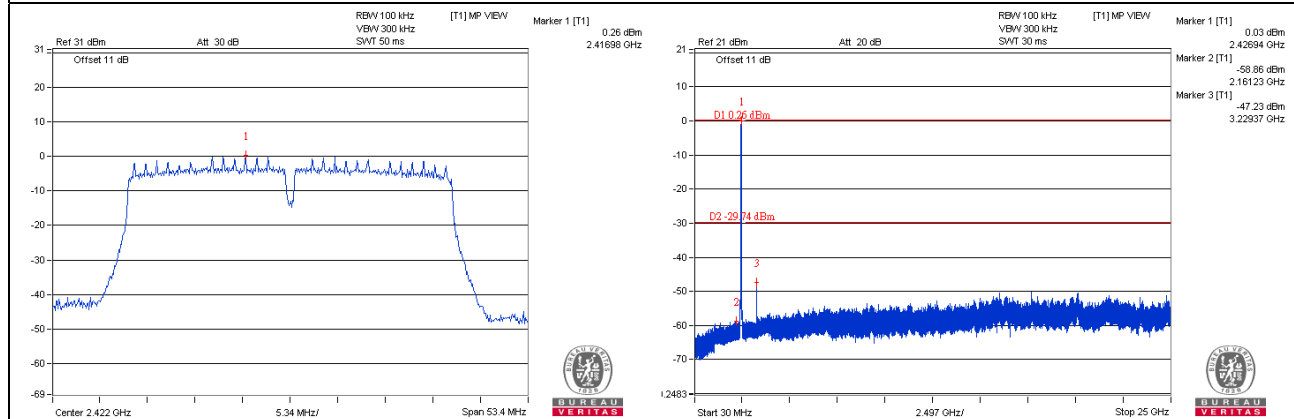 RBW 100 kHz
VBW 300 kHz
SWT 50 ms
[T1] MP VIEW
Marker 1 [T1]
0.26 dBm
2.41698 GHz
Ref 31 dBm
Att 30 dB
31
Offset 11 dB
20
10
1
0
-10
-20
-30
-40
-50
-60
-69
Center 2.422 GHz
5.34 MHz/
Span 53.4 MHz
BUREAU VERITAS
1828
BUREAU
VERITAS
RBW 100 kHz
VBW 300 kHz
SWT 30 ms
[T1] MP VIEW
Marker 1 [T1]
0.03 dBm
2.42694 GHz
Marker 2 [T1]
-58.86 dBm
2.16123 GHz
Marker 3 [T1]
-47.23 dBm
3.22937 GHz
Ref 21 dBm
Att 20 dB
21
Offset 11 dB
10
1
D1 0.26 dBm
0
-10
-20
D2 -29.74 dBm
-30
-40
3
-50
2
-60
-70
.2483
Start 30 MHz
2.497 GHz/
Stop 25 GHz
BUREAU VERITAS
1828
BUREAU
VERITAS